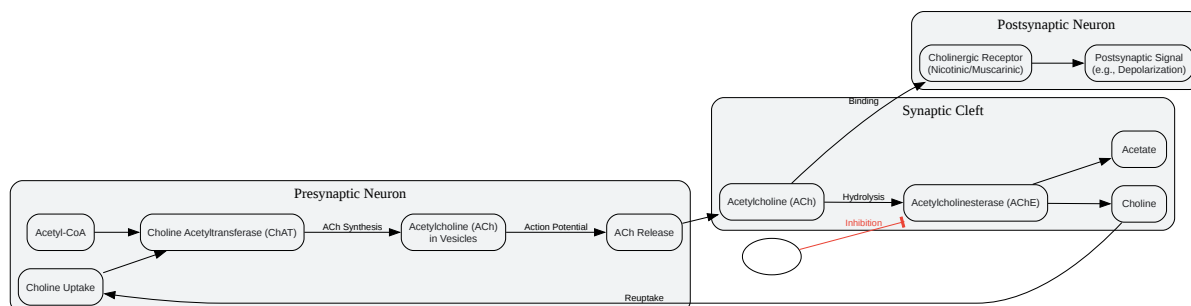 Postsynaptic Neuron
Cholinergic Receptor
(Nicotinic/Muscarinic)
Postsynaptic Signal
(e.g., Depolarization)
Binding
Synaptic Cleft
Acetate
Acetylcholine (ACh)
Hydrolysis
Acetylcholinesterase (AChE)
Choline
Inhibition
Presynaptic Neuron
Acetyl-CoA
Choline Acetyltransferase (ChAT)
ACh Synthesis
Acetylcholine (ACh)
in Vesicles
Action Potential
ACh Release
Choline Uptake
Reuptake